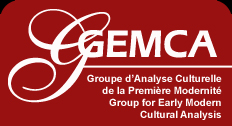 GEMCA
Groupe d'Analyse Culturelle
de la Première Modernité
Group for Early Modern
Cultural Analysis